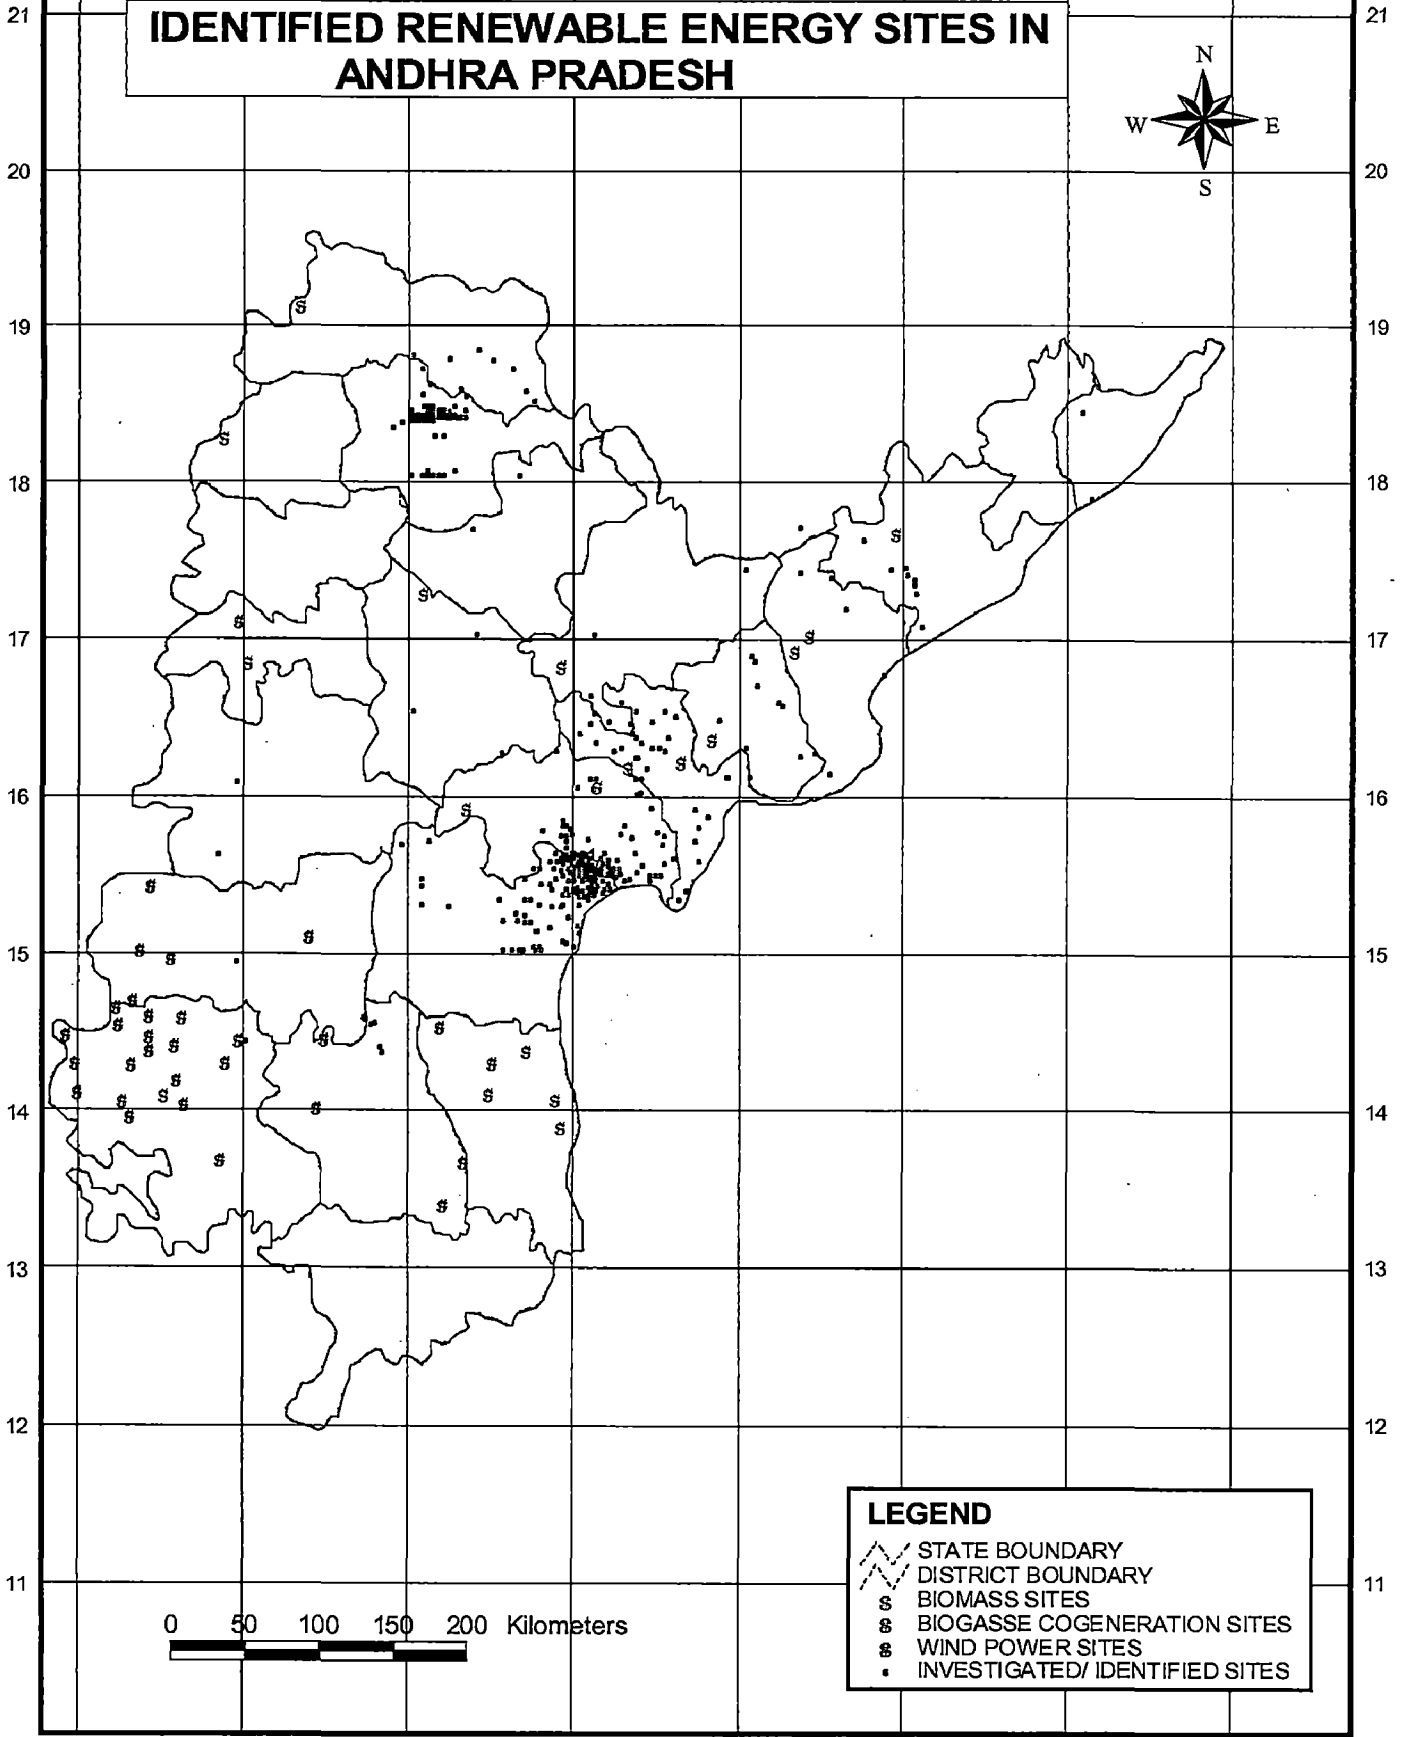 IDENTIFIED RENEWABLE ENERGY SITES IN
ANDHRA PRADESH
N
W E
S
21 21
20 20
19 19
18 18
17 17
16 16
15 15
14 14
13 13
12 12
11 11
LEGEND
STATE BOUNDARY
DISTRICT BOUNDARY
BIOMASS SITES
BIOGASSE COGENERATION SITES
WIND POWER SITES
INVESTIGATED/ IDENTIFIED SITES
0 50 100 150 200 Kilometers